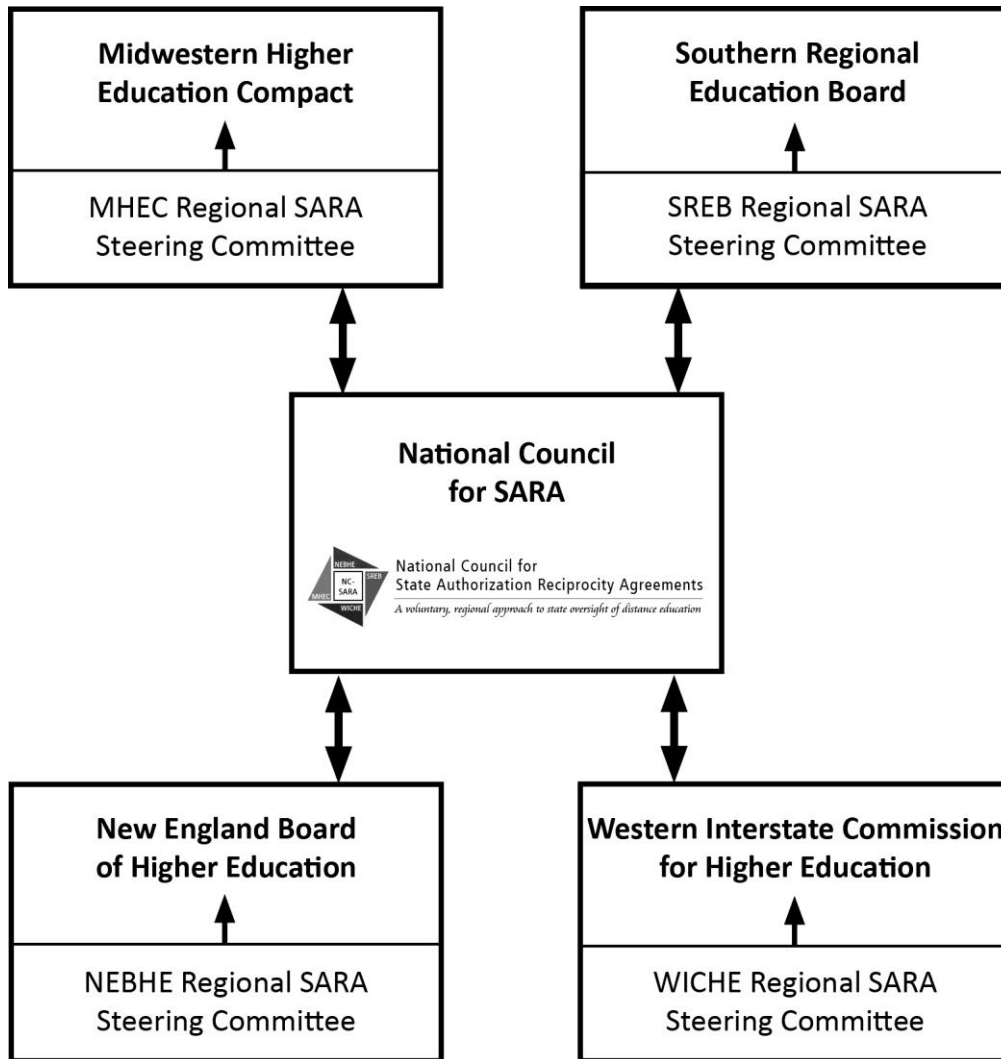 Midwestern Higher
Education Compact
MHEC Regional SARA
Steering Committee
Southern Regional
Education Board
SREB Regional SARA
Steering Committee
National Council
for SARA
NEBHE
SREB
NC-
SARA
MHEC
WICHE
National Council for
State Authorization Reciprocity Agreements
A voluntary, regional approach to state oversight of distance education
New England Board
of Higher Education
NEBHE Regional SARA
Steering Committee
Western Interstate Commission
for Higher Education
WICHE Regional SARA
Steering Committee